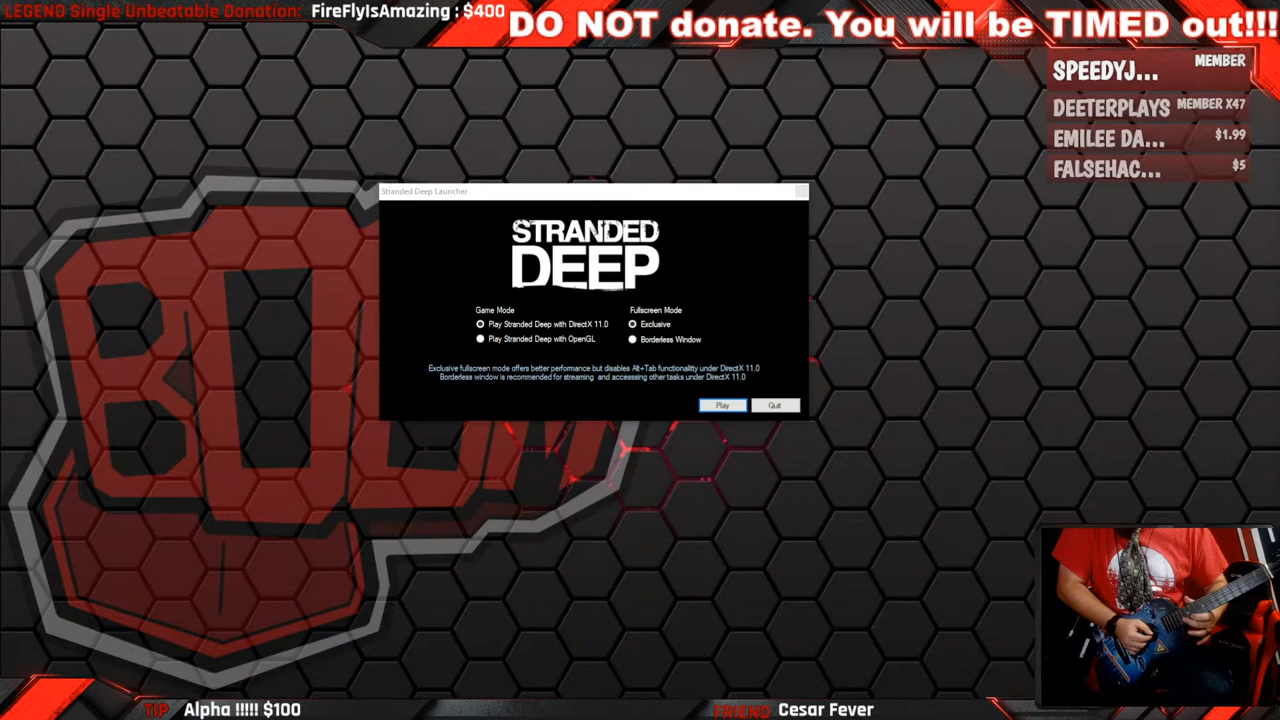 LEGEND Single Unbeatable Donation: FireFlyIsAmazing : $400
DO NOT donate. You will be TIMED out!!!
SPEEDYJ... MEMBER
DEETERPLAYS MEMBER X47
EMILEE DA... $1.99
FALSEHAC... $5
Stranded Deep Launcher
STRANDED
DEEP
Game Mode
Fullscreen Mode
Play Stranded Deep with DirectX 11.0
Exclusive
Play Stranded Deep with OpenGL
Borderless Window
Exclusive fullscreen mode offers better performance but disables Alt+Tab functionality under DirectX 11.0
Borderless window is recommended for streaming and accesssing other tasks under DirectX 11.0
Play
Quit
BOOM
TIP Alpha !!!!! $100
FRIEND Cesar Fever